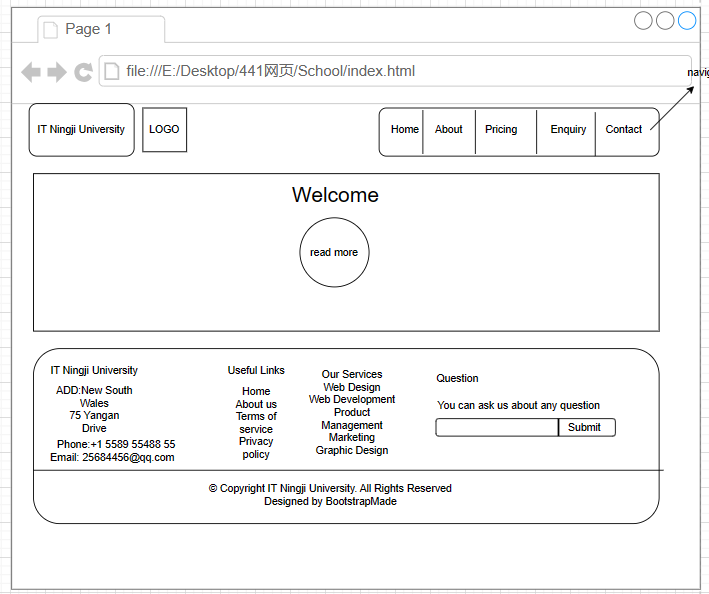 Page 1
file:///E:/Desktop/441网页/School/index.html
IT Ningji University
LOGO
Home
About
Pricing
Enquiry
Contact
Welcome
read more
IT Ningji University
ADD:New South
Wales
75 Yangan
Drive
Phone:+1 5589 55488 55
Email: 25684456@qq.com
Useful Links
Home
About us
Terms of
service
Privacy
policy
Our Services
Web Design
Web Development
Product
Management
Marketing
Graphic Design
Question
You can ask us about any question
Submit
© Copyright IT Ningji University. All Rights Reserved
Designed by BootstrapMade